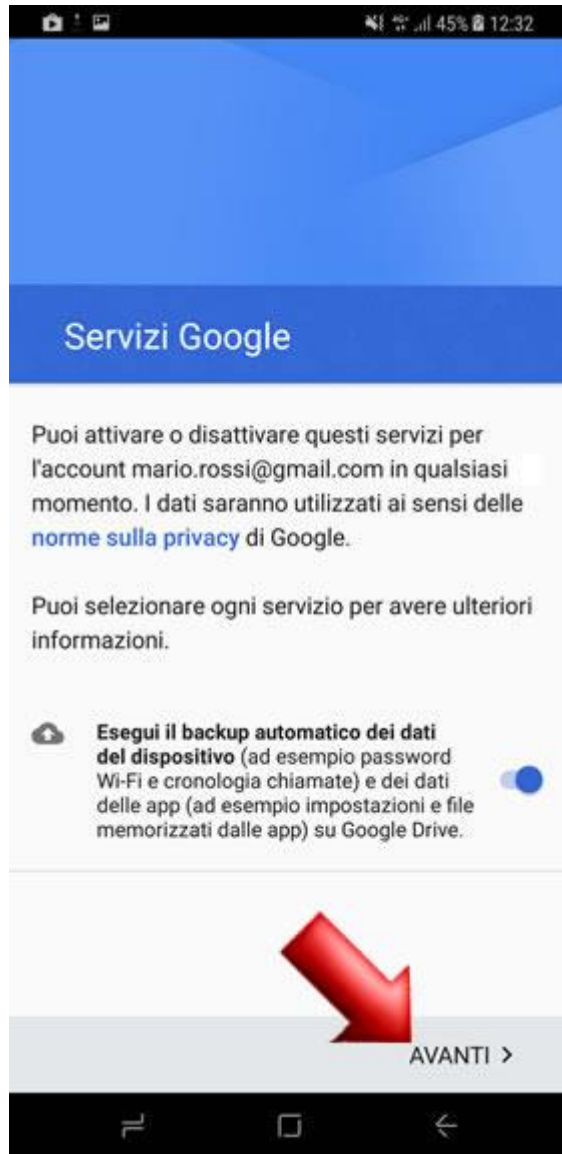 45% 12:32
Servizi Google
Puoi attivare o disattivare questi servizi per
l'account mario.rossi@gmail.com in qualsiasi
momento. I dati saranno utilizzati ai sensi delle
norme sulla privacy di Google.
Puoi selezionare ogni servizio per avere ulteriori
informazioni.
Esegui il backup automatico dei dati
del dispositivo (ad esempio password
Wi-Fi e cronologia chiamate) e dei dati
delle app (ad esempio impostazioni e file
memorizzati dalle app) su Google Drive.
AVANTI >